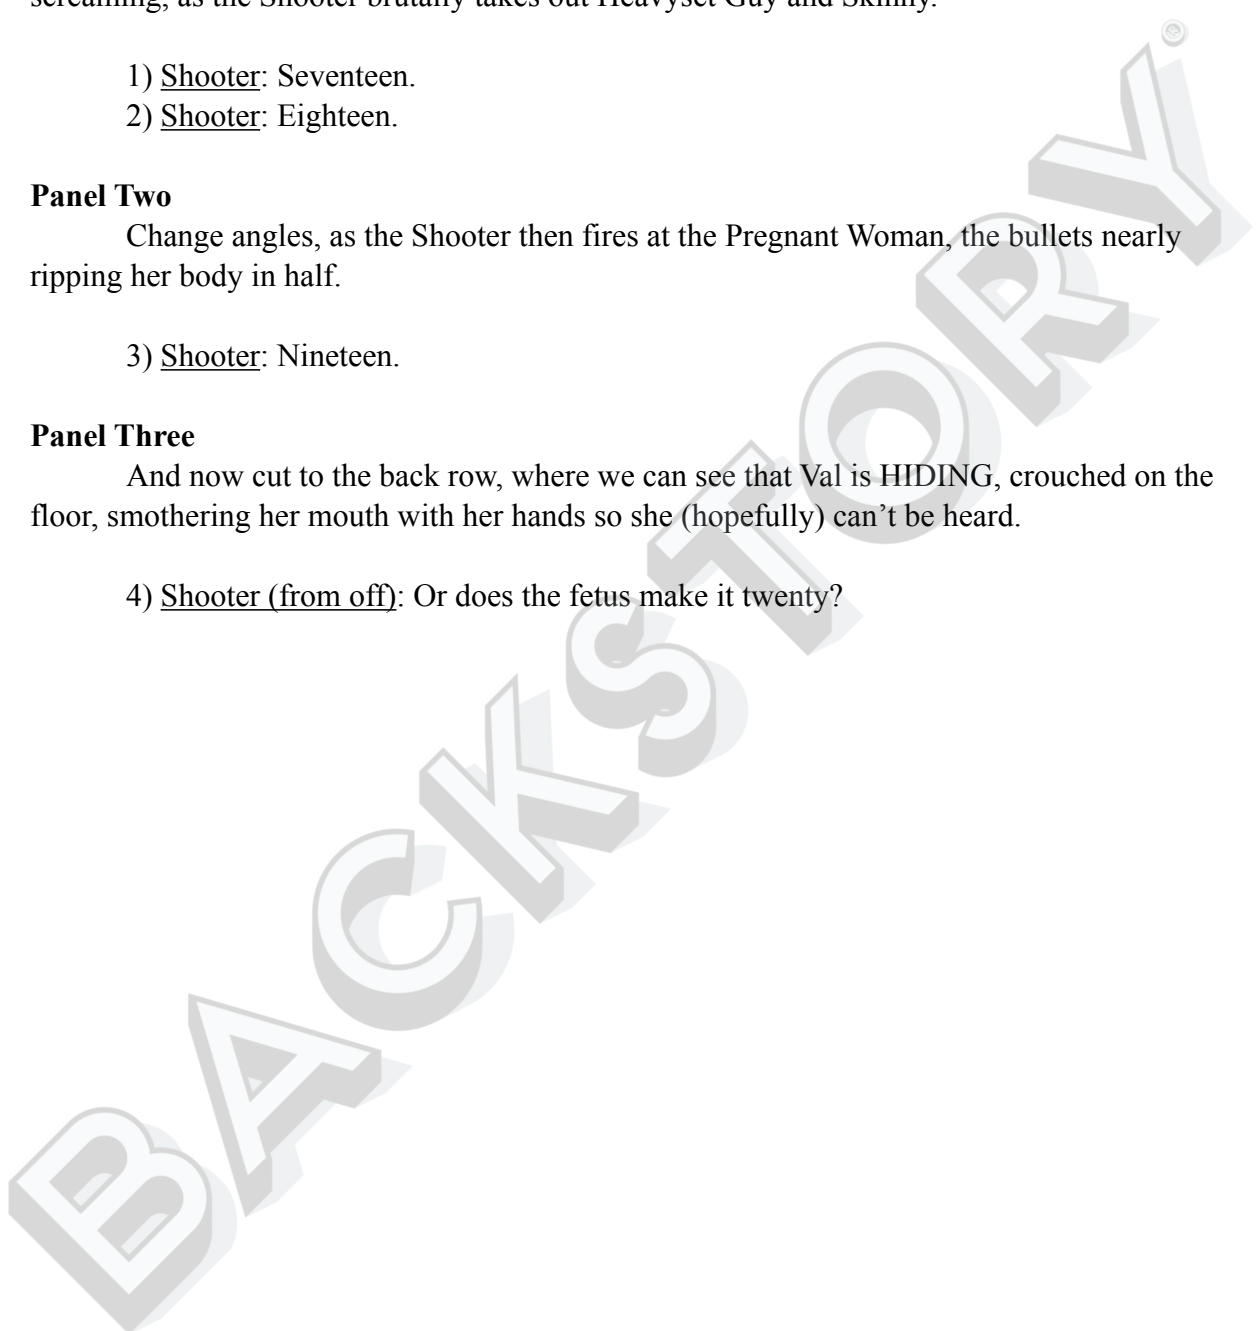 screaming, as the Shooter brutally takes out Heavyset Guy and Skinny.
1) Shooter: Seventeen.
2) Shooter: Eighteen.
Panel Two
Change angles, as the Shooter then fires at the Pregnant Woman, the bullets nearly
ripping her body in half.
3) Shooter: Nineteen.
Panel Three
And now cut to the back row, where we can see that Val is HIDING, crouched on the
floor, smothering her mouth with her hands so she (hopefully) can’t be heard.
4) Shooter (from off): Or does the fetus make it twenty?
BACKSTORY